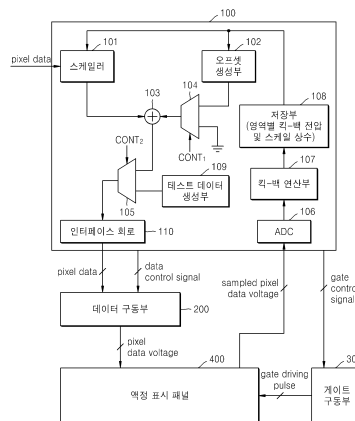 100
101
102
pixel data
스케일러
오프셋
생성부
104
108
103
저장부
(영역별 킥-백 전압
및 스케일 상수)
CONT2
CONT1
109
107
테스트 데이터
생성부
킥-백 연산부
105
106
인터페이스 회로
110
ADC
pixel data
data
control signal
sampled pixel
data voltage
gate
control
signal
데이터 구동부
200
pixel
data voltage
400
액정 표시 패널
gate driving
pulse
게이트
구동부